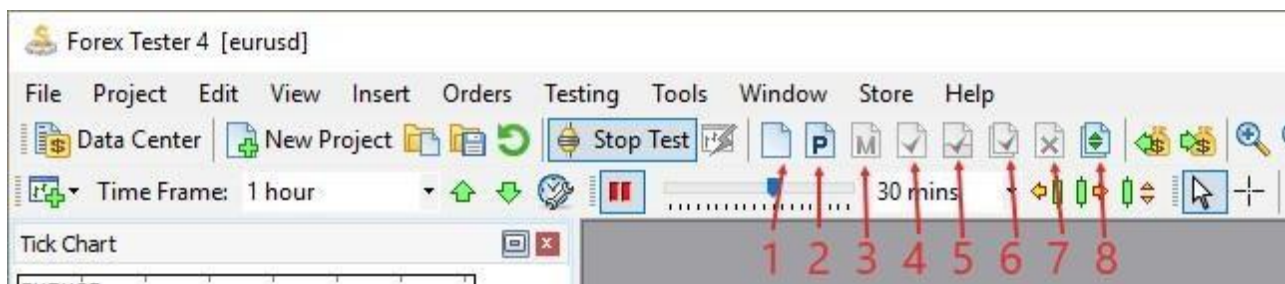 Forex Tester 4 [eurusd]
File Project Edit View Insert Orders Testing Tools Window Store Help
Data Center New Project Stop Test P M
Time Frame: 1 hour 30 mins
Tick Chart
1 2 3 4 5 6 7 8